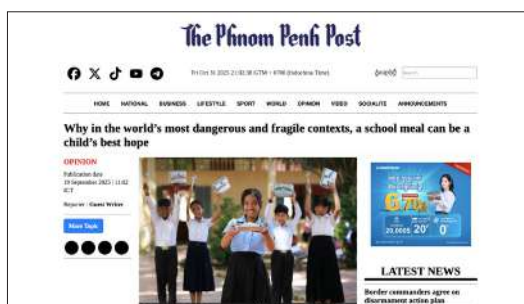 The Phnom Penh Post
Fri Oct 31 2025 21:02:38 (GTM + 0700 (Indochina Time)
HOME NATIONAL BUSINESS LIFESTYLE SPORT WORLD OPINION VIDEO SOCIALITE ANNOUNCEMENTS
Why in the world's most dangerous and fragile contexts, a school meal can be a
child's best hope
OPINION
Publication date
19 September 2025 | 11:02
ICT
Reporter : Guest Writer
More Topic
LATEST NEWS
Border commanders agree on
disarmament action plan